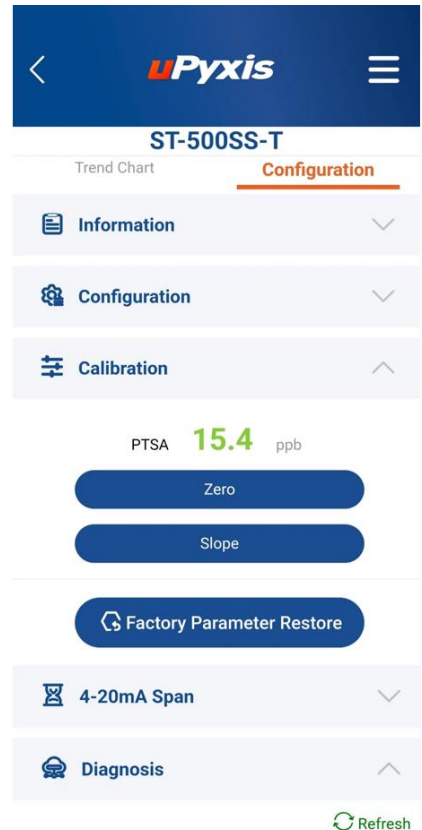 uPyxis
ST-500SS-T
Trend Chart Configuration
Information
Configuration
Calibration
PTSA 15.4 ppb
Zero
Slope
Factory Parameter Restore
4-20mA Span
Diagnosis
Refresh